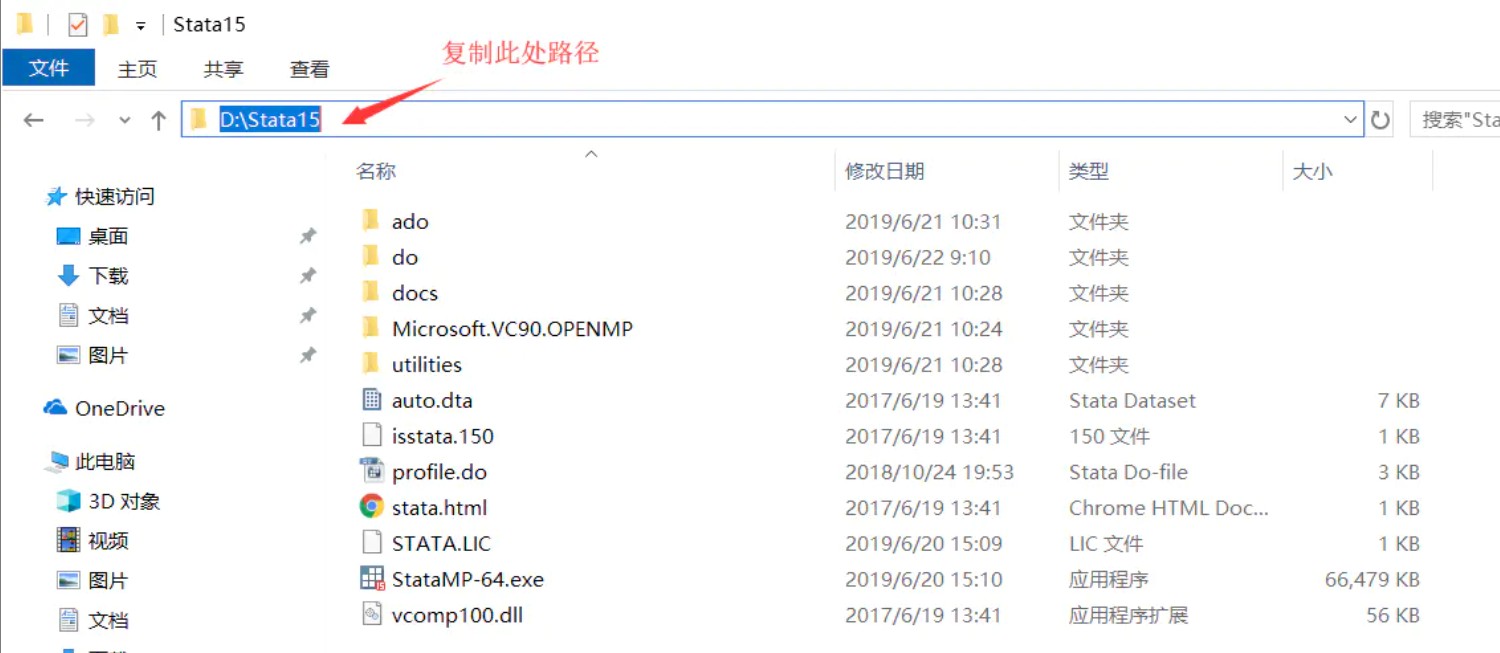 Stata15
复制此处路径
文件 主页 共享 查看
D:\Stata15 搜索"Sta
名称 修改日期 类型 大小
快速访问
桌面
下载
文档
图片
OneDrive
此电脑
3D 对象
视频
图片
文档
ado 2019/6/21 10:31 文件夹
do 2019/6/22 9:10 文件夹
docs 2019/6/21 10:28 文件夹
Microsoft.VC90.OPENMP 2019/6/21 10:24 文件夹
utilities 2019/6/21 10:28 文件夹
auto.dta 2017/6/19 13:41 Stata Dataset 7 KB
isstata.150 2017/6/19 13:41 150 文件 1 KB
profile.do 2018/10/24 19:53 Stata Do-file 3 KB
stata.html 2017/6/19 13:41 Chrome HTML Doc... 1 KB
STATA.LIC 2019/6/20 15:09 LIC 文件 1 KB
StataMP-64.exe 2019/6/20 15:10 应用程序 66,479 KB
vcomp100.dll 2017/6/19 13:41 应用程序扩展 56 KB